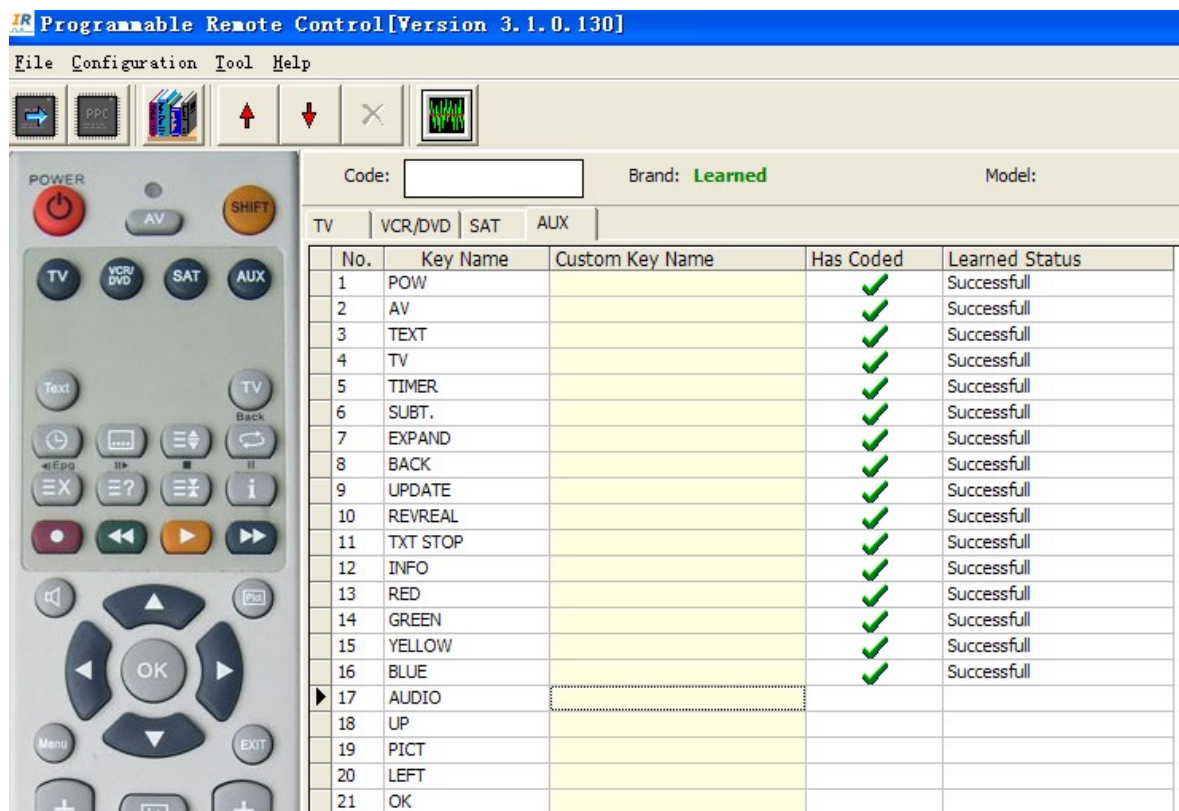 IR Programmable Remote Control[Version 3.1.0.130]
File Configuration Tool Help
PPC
Code: Brand: Learned Model:
TV VCR/DVD SAT AUX
No. Key Name Custom Key Name Has Coded Learned Status
1 POW Successfull
2 AV Successfull
3 TEXT Successfull
4 TV Successfull
5 TIMER Successfull
6 SUBT. Successfull
7 EXPAND Successfull
8 BACK Successfull
9 UPDATE Successfull
10 REVREAL Successfull
11 TXT STOP Successfull
12 INFO Successfull
13 RED Successfull
14 GREEN Successfull
15 YELLOW Successfull
16 BLUE Successfull
17 AUDIO
18 UP
19 PICT
20 LEFT
21 OK
POWER
AV SHIFT
TV VCR/DVD SAT AUX
Text TV
Back
Epg
X ? i
Pict
OK
Menu EXIT
+ +